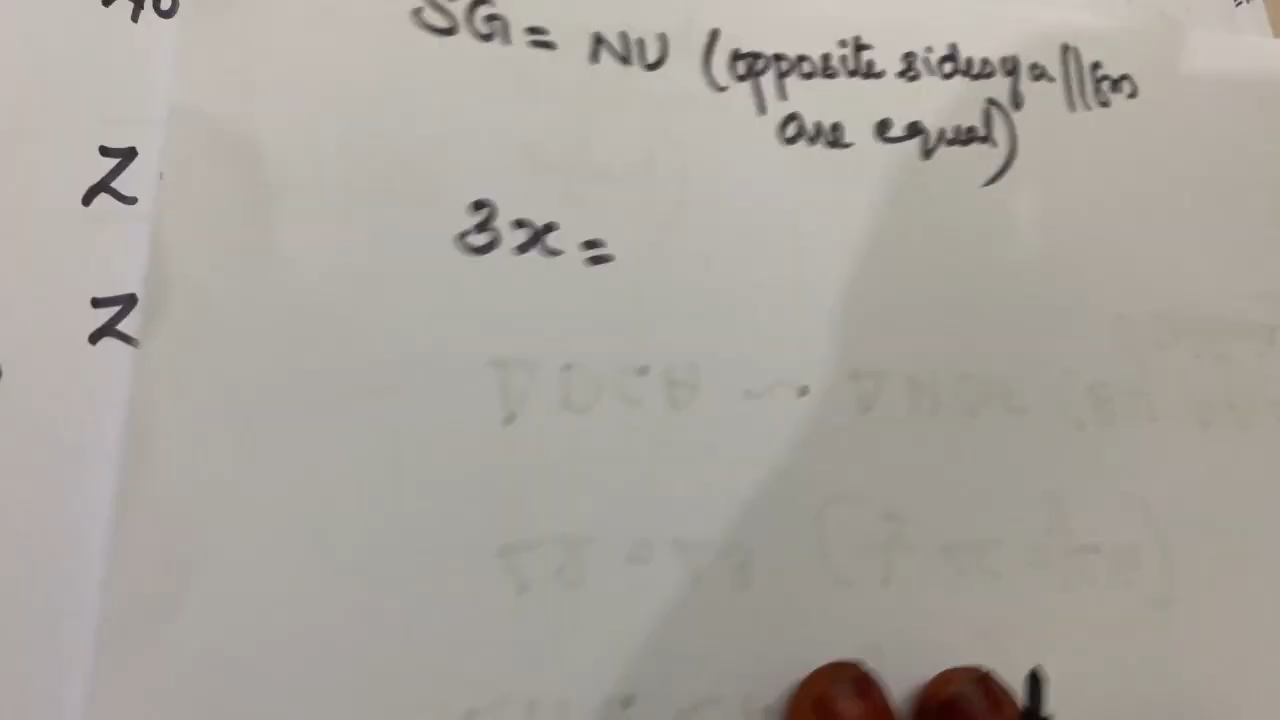 SG = NU (opposite sides of a ||gm
are equal)
Z
3x =
Z